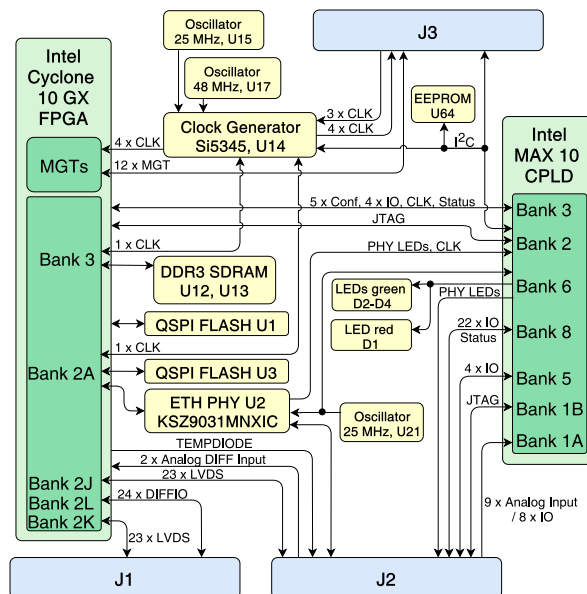 Oscillator
25 MHz, U15
J3
Intel
Cyclone
10 GX
FPGA
Oscillator
48 MHz, U17
EEPROM
U64
Intel
MAX 10
CPLD
3 x CLK
4 x CLK
Clock Generator
Si5345, U14
4 x CLK
I²C
MGTs
12 x MGT
5 x Conf, 4 x IO, CLK, Status
Bank 3
JTAG
Bank 2
1 x CLK
PHY LEDs, CLK
Bank 3
DDR3 SDRAM
U12, U13
LEDs green
D2-D4
Bank 6
PHY LEDs
QSPI FLASH U1
LED red
D1
22 x IO
Status
Bank 8
1 x CLK
Bank 2A
QSPI FLASH U3
4 x IO
Bank 5
ETH PHY U2
KSZ9031MNXIC
JTAG
Bank 1B
Oscillator
25 MHz, U21
TEMPDIODE
Bank 1A
2 x Analog DIFF Input
23 x LVDS
Bank 2J
24 x DIFFIO
Bank 2L
Bank 2K
9 x Analog Input
/ 8 x IO
23 x LVDS
J1
J2